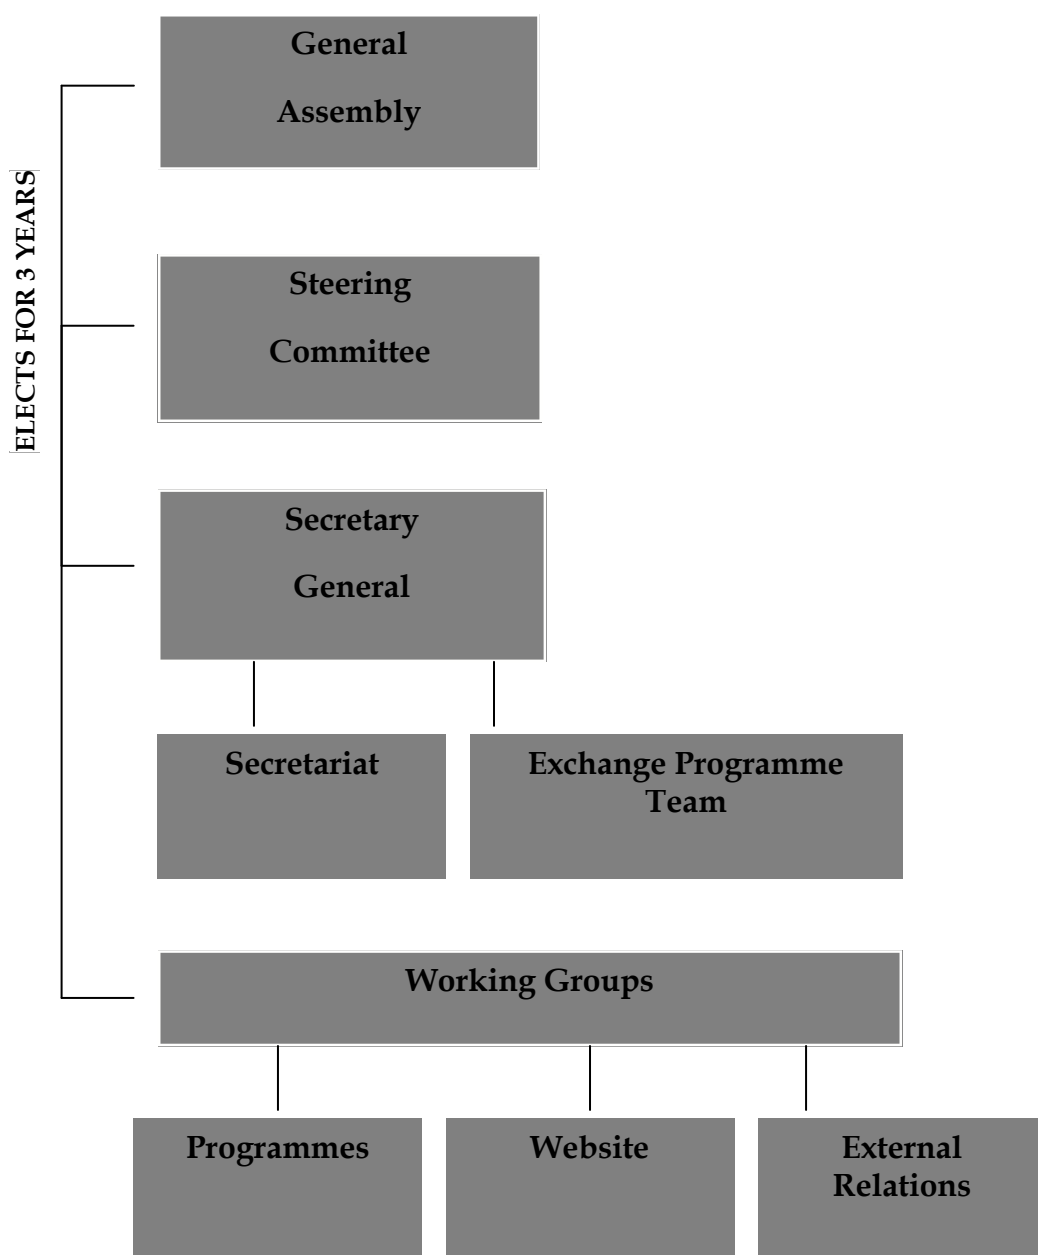 General
Assembly
ELECTS FOR 3 YEARS
Steering
Committee
Secretary
General
Secretariat
Exchange Programme
Team
Working Groups
Programmes
Website
External
Relations